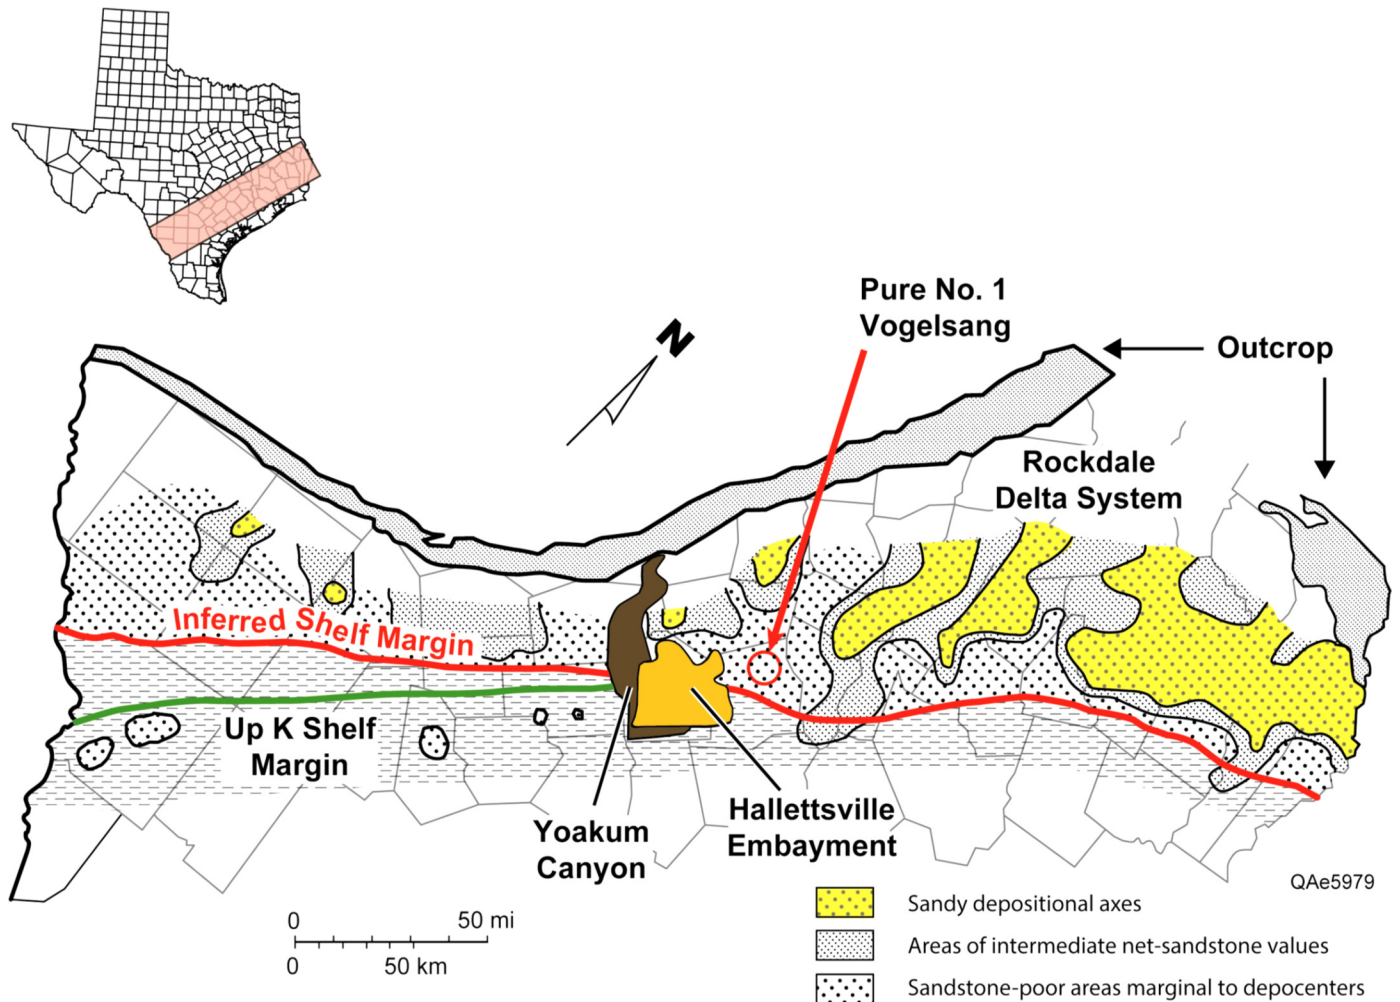 Pure No. 1
Vogelsang
N
Outcrop
Rockdale
Delta System
Inferred Shelf Margin
Up K Shelf
Margin
Hallettsville
Embayment
Yoakum
Canyon
QAe5979
0 50 mi
0 50 km
Sandy depositional axes
Areas of intermediate net-sandstone values
Sandstone-poor areas marginal to depocenters